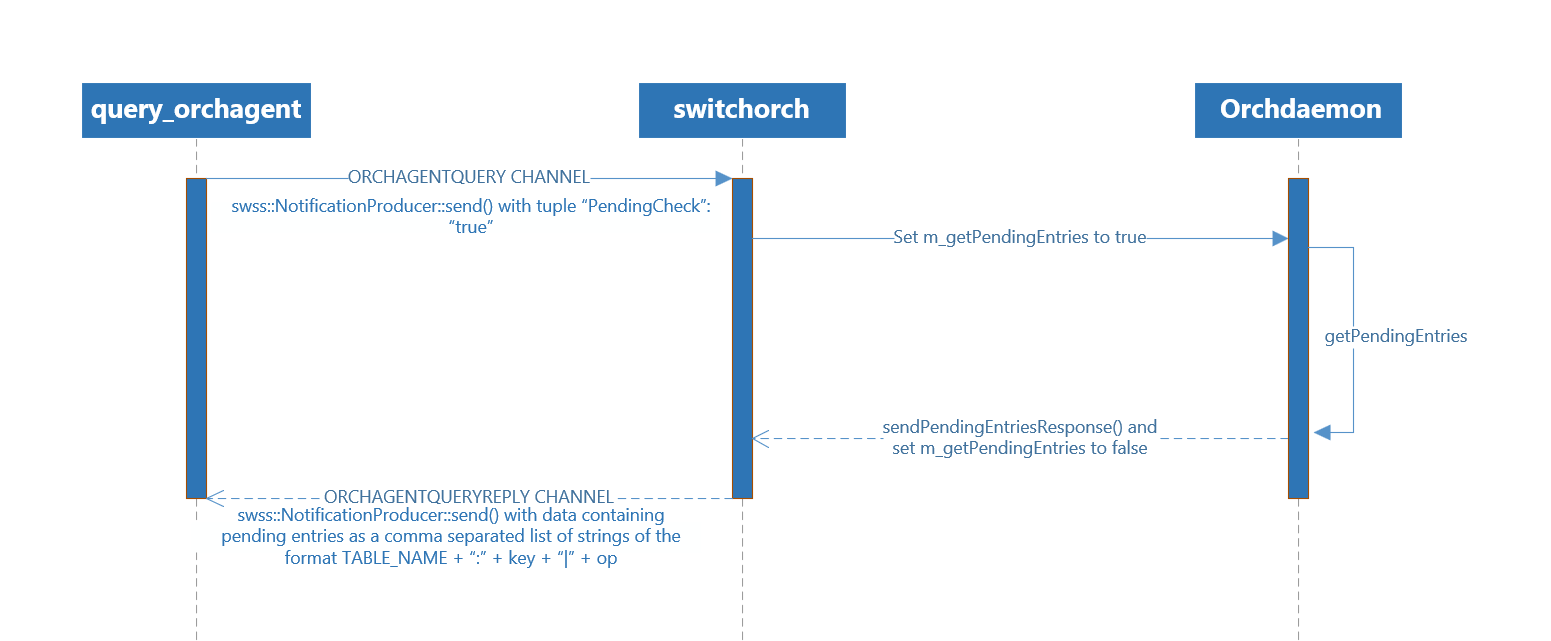 query_orchagent
switchorch
Orchdaemon
ORCHAGENTQUERY CHANNEL
swss::NotificationProducer::send() with tuple “PendingCheck”:
“true”
Set m_getPendingEntries to true
getPendingEntries
sendPendingEntriesResponse() and
set m_getPendingEntries to false
ORCHAGENTQUERYREPLY CHANNEL
swss::NotificationProducer::send() with data containing
pending entries as a comma separated list of strings of the
format TABLE_NAME + “:” + key + “|” + op